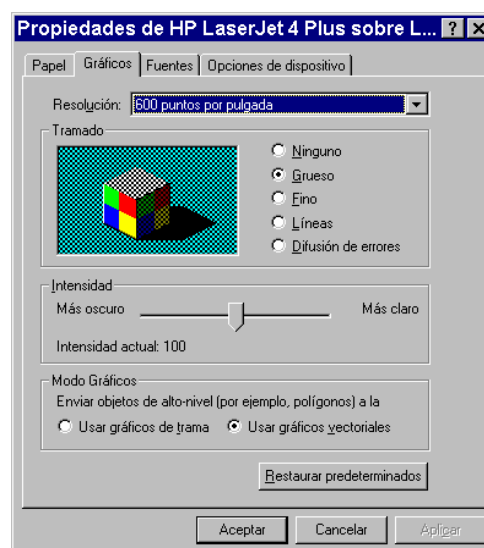 Propiedades de HP LaserJet 4 Plus sobre L...
Papel Gráficos Fuentes Opciones de dispositivo
Resolución: 600 puntos por pulgada
Tramado
Ninguno
Grueso
Fino
Líneas
Difusión de errores
Intensidad
Más oscuro Más claro
Intensidad actual: 100
Modo Gráficos
Enviar objetos de alto-nivel (por ejemplo, polígonos) a la
Usar gráficos de trama Usar gráficos vectoriales
Restaurar predeterminados
Aceptar Cancelar Aplicar